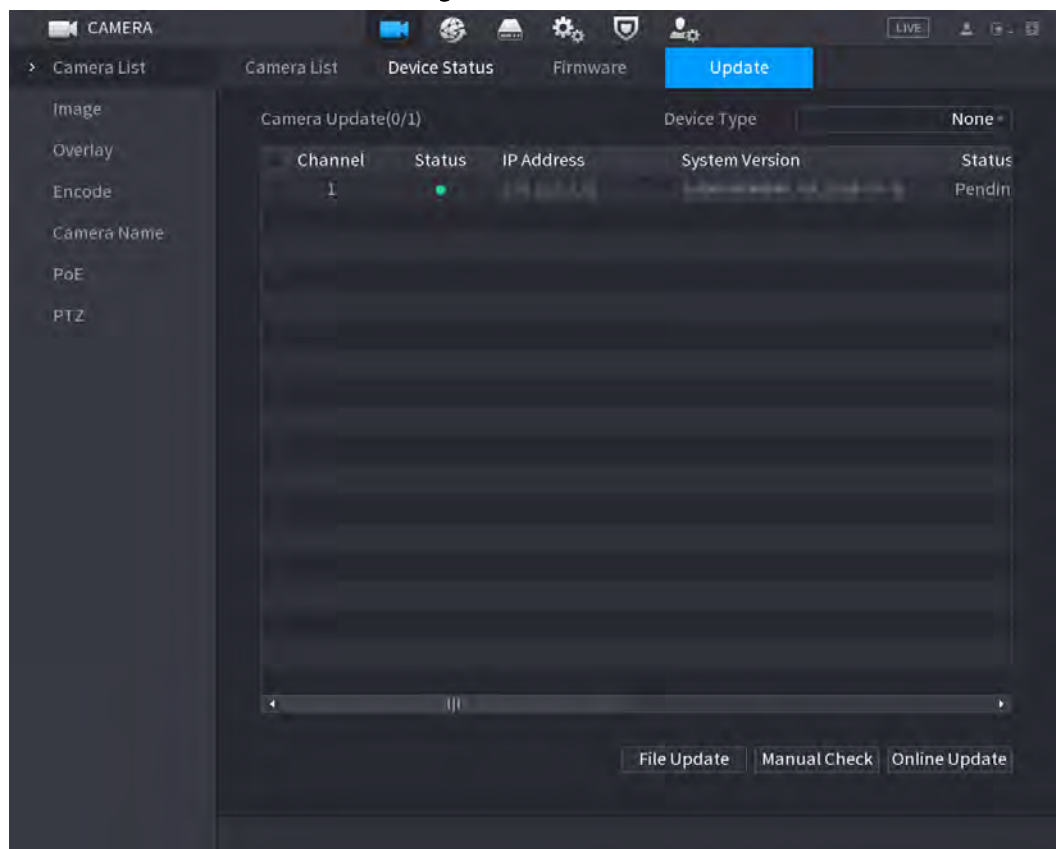 CAMERA LIVE
Camera List Camera List Device Status Firmware Update
Image
Camera Update(0/1) Device Type None
Overlay
Channel Status IP Address System Version Status
Encode
1 Pendin
Camera Name
PoE
PTZ
File Update Manual Check Online Update